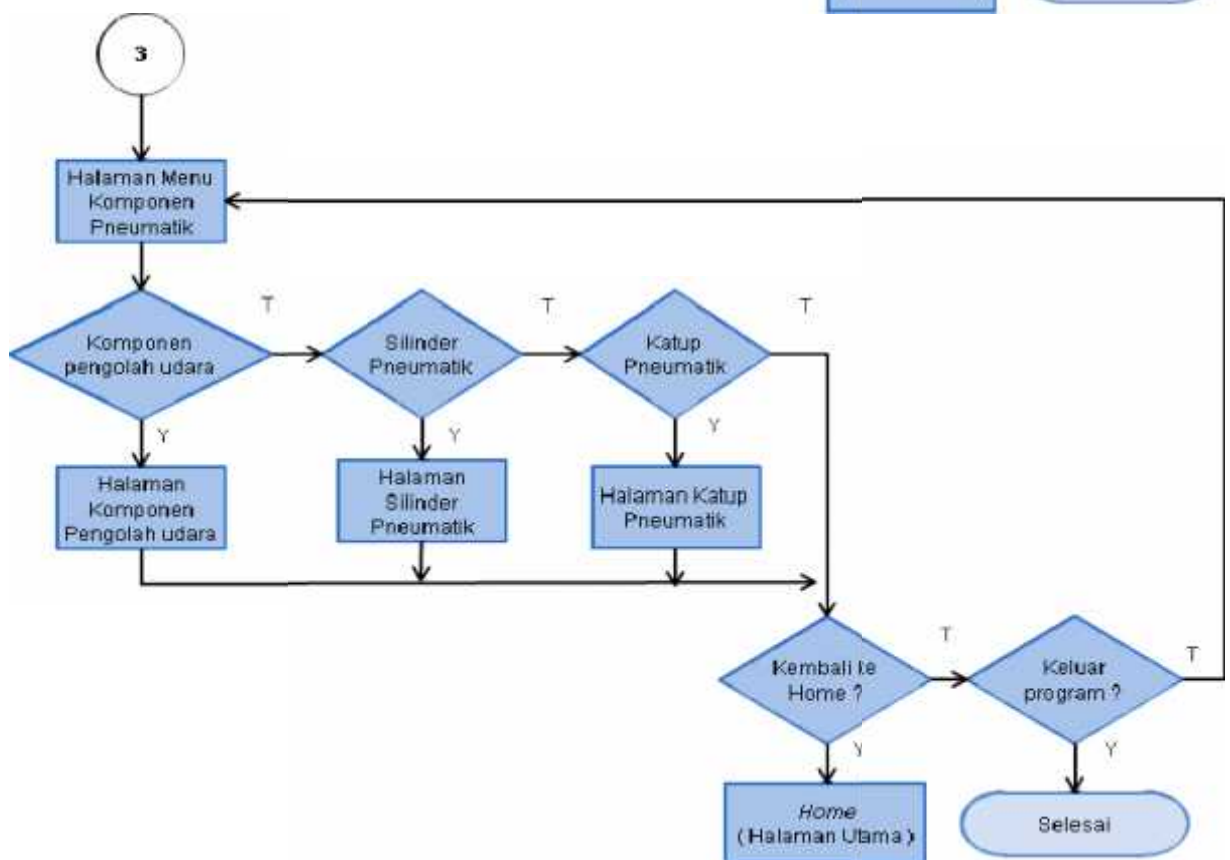 3
Halaman Menu
Komponen
Pneumatik
T
T
T
Komponen
pengolah udara
Silinder
Pneumatik
Katup
Pneumatik
Y
Y
Y
Halaman
Komponen
Pengolah udara
Halaman
Silinder
Pneumatik
Halaman Katup
Pneumatik
T
T
Kembali ke
Home ?
Keluar
program ?
Y
Y
Home
( Halaman Utama )
Selesai